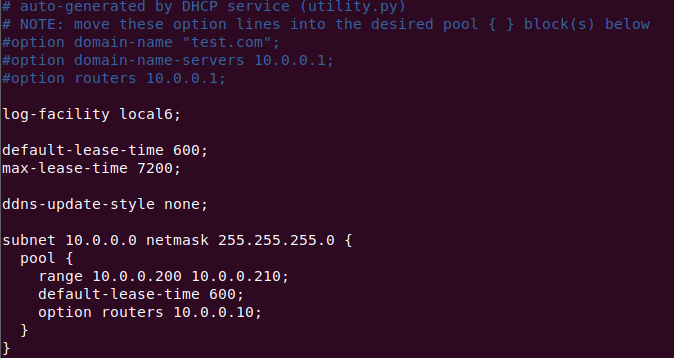 # auto-generated by DHCP service (utility.py)
# NOTE: move these option lines into the desired pool { } block(s) below
#option domain-name "test.com";
#option domain-name-servers 10.0.0.1;
#option routers 10.0.0.1;

log-facility local6;

default-lease-time 600;
max-lease-time 7200;

ddns-update-style none;

subnet 10.0.0.0 netmask 255.255.255.0 {
  pool {
    range 10.0.0.200 10.0.0.210;
    default-lease-time 600;
    option routers 10.0.0.10;
  }
}